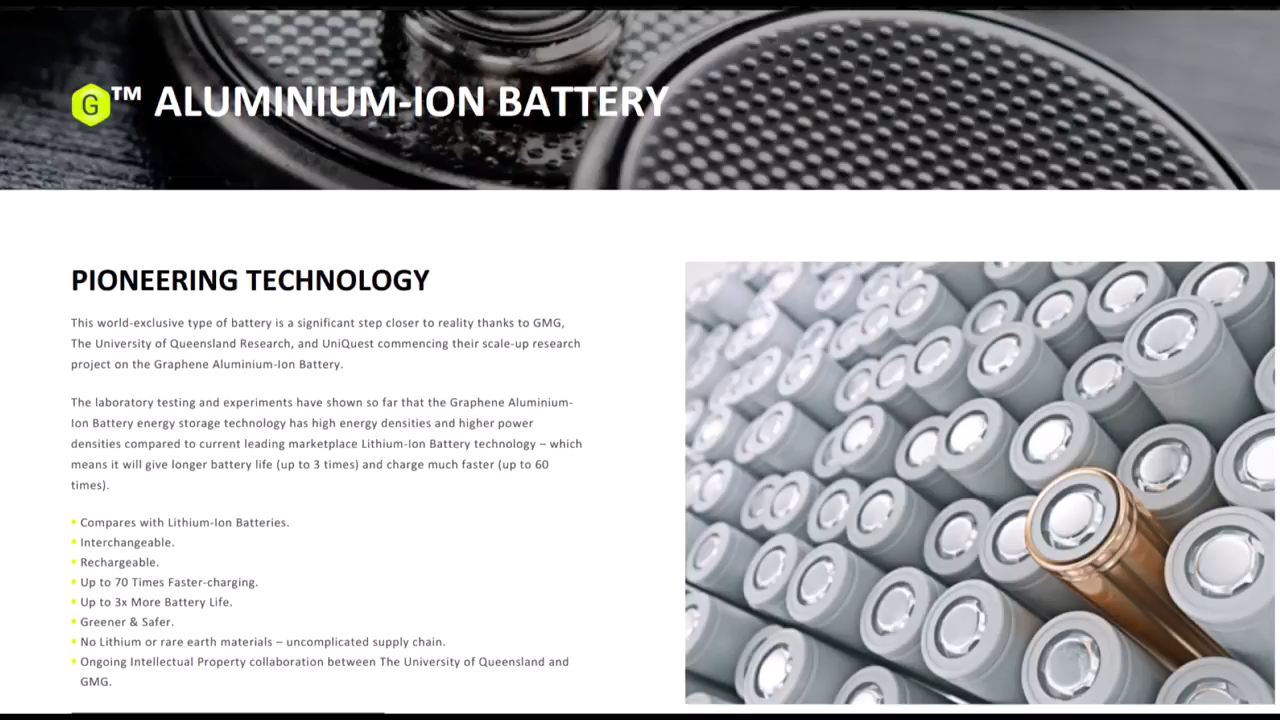 G™ ALUMINIUM-ION BATTERY
PIONEERING TECHNOLOGY
This world-exclusive type of battery is a significant step closer to reality thanks to GMG,
The University of Queensland Research, and UniQuest commencing their scale-up research
project on the Graphene Aluminium-Ion Battery.
The laboratory testing and experiments have shown so far that the Graphene Aluminium-
Ion Battery energy storage technology has high energy densities and higher power
densities compared to current leading marketplace Lithium-Ion Battery technology – which
means it will give longer battery life (up to 3 times) and charge much faster (up to 60
times).
• Compares with Lithium-Ion Batteries.
• Interchangeable.
• Rechargeable.
• Up to 70 Times Faster-charging.
• Up to 3x More Battery Life.
• Greener & Safer.
• No Lithium or rare earth materials – uncomplicated supply chain.
• Ongoing Intellectual Property collaboration between The University of Queensland and
GMG.